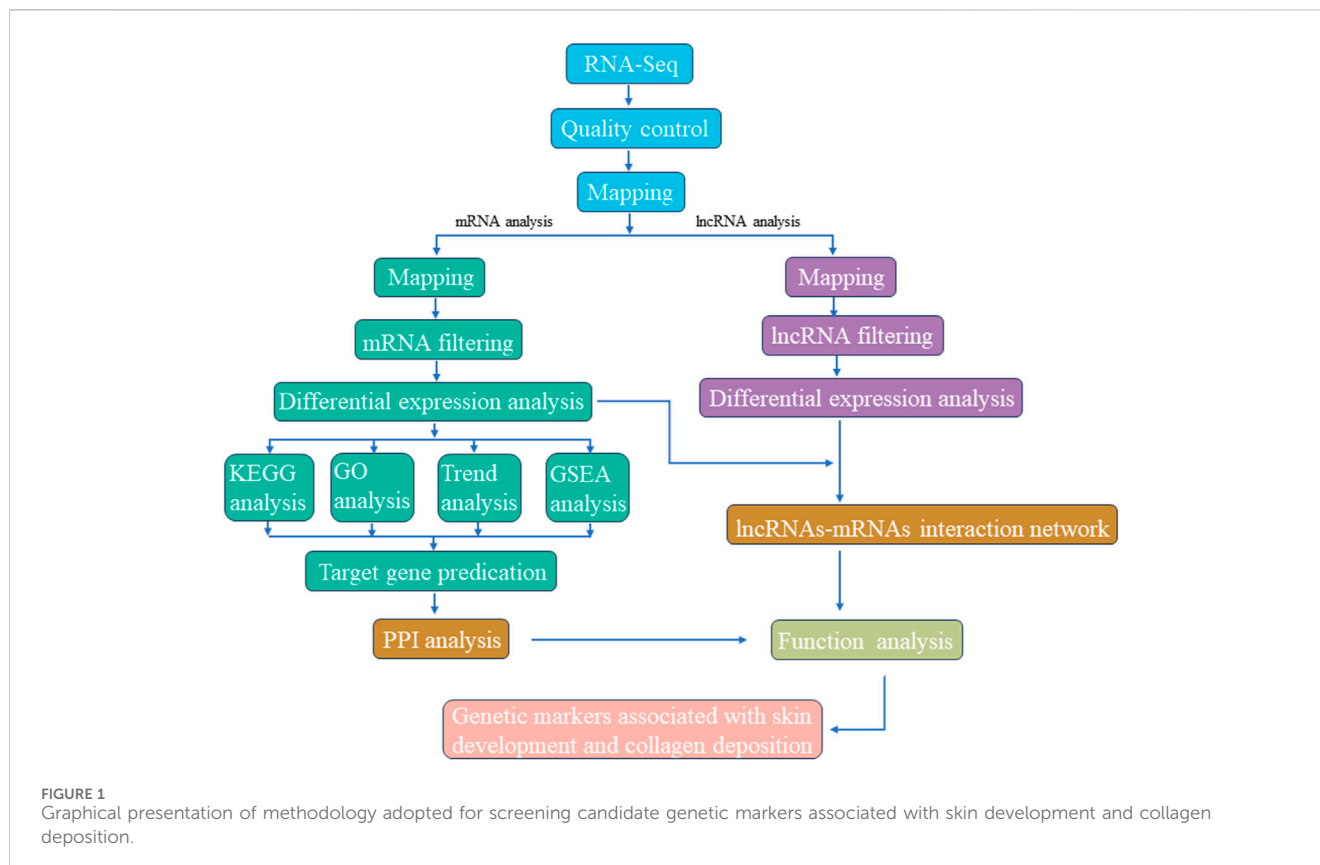 RNA-Seq
Quality control
Mapping
mRNA analysis
lncRNA analysis
Mapping
Mapping
mRNA filtering
lncRNA filtering
Differential expression analysis
Differential expression analysis
KEGG
analysis
GO
analysis
Trend
analysis
GSEA
analysis
lncRNAs-mRNAs interaction network
Target gene predication
PPI analysis
Function analysis
Genetic markers associated with skin
development and collagen deposition
FIGURE 1
Graphical presentation of methodology adopted for screening candidate genetic markers associated with skin development and collagen
deposition.